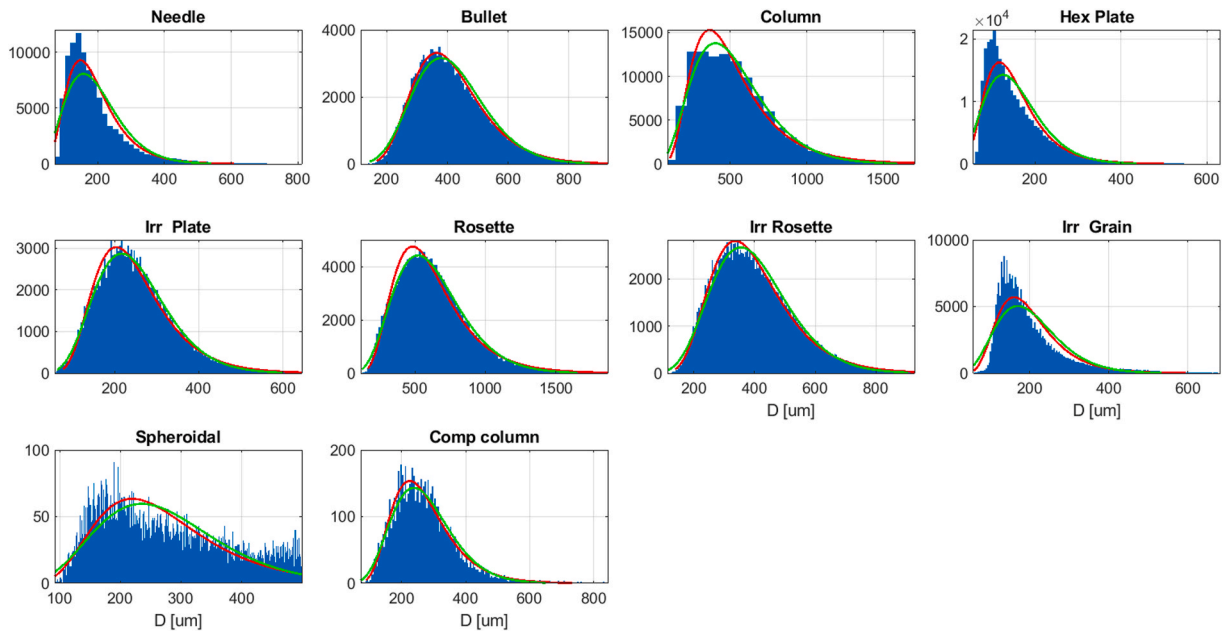 Needle
10000
5000
0
200 400 600 800
Bullet
4000
2000
0
200 400 600 800
Column
15000
10000
5000
0
500 1000 1500
×10⁴
Hex Plate
2
1
0
200 400 600
Irr Plate
3000
2000
1000
0
200 400 600
Rosette
4000
2000
0
500 1000 1500
Irr Rosette
2000
1000
0
200 400 600 800
D [um]
Irr Grain
10000
5000
0
200 400 600
D [um]
Spheroidal
100
50
0
100 200 300 400
D [um]
Comp column
200
100
0
200 400 600 800
D [um]